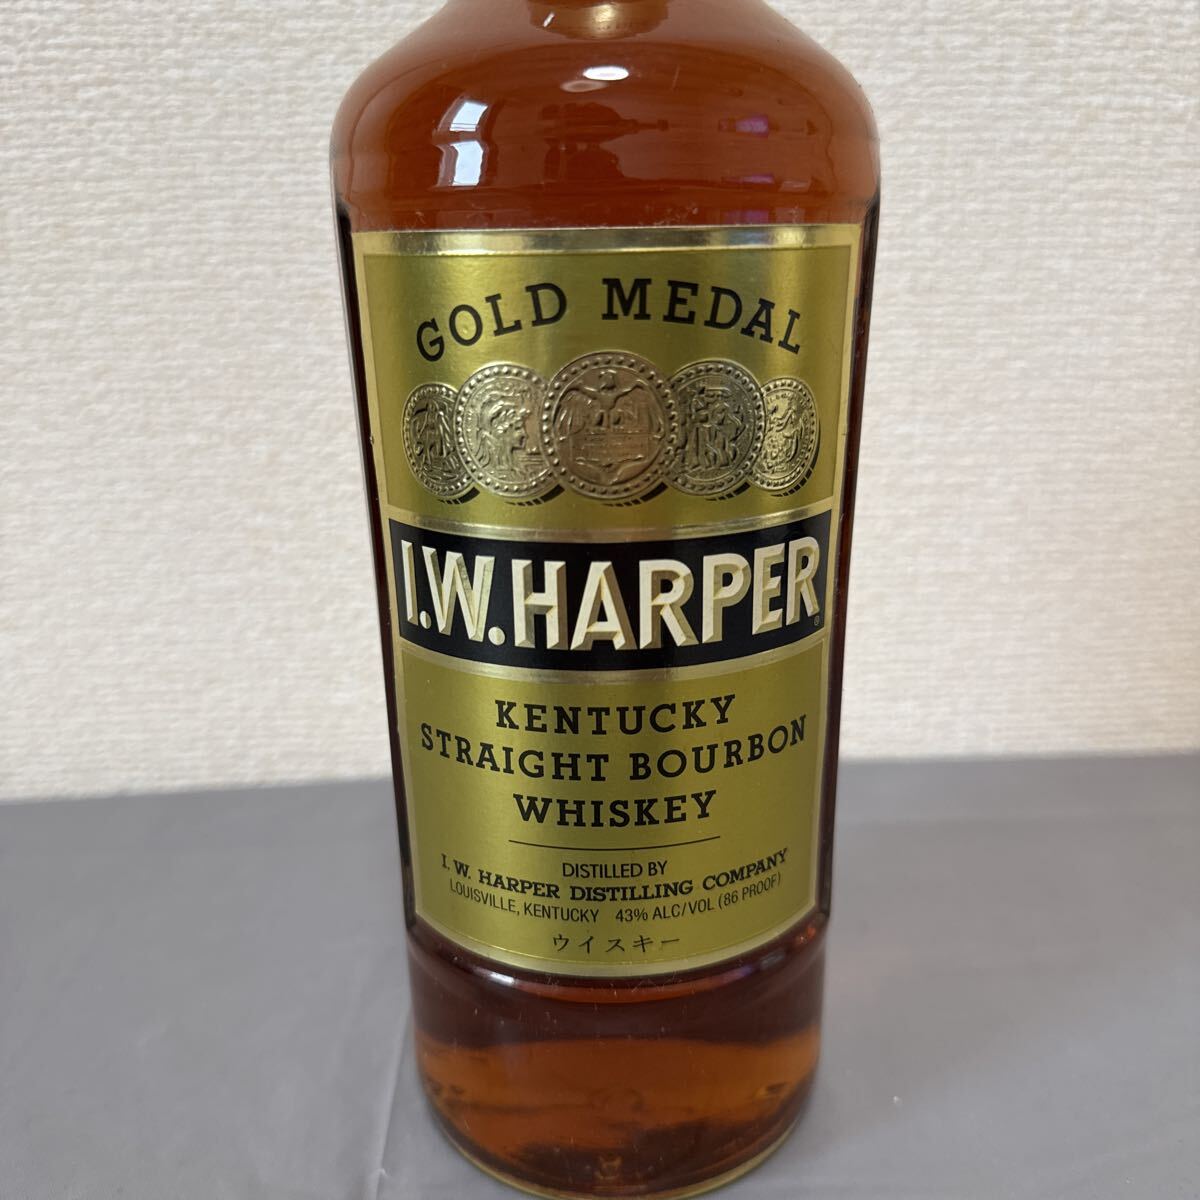 GOLD MEDAL
I.W.HARPER®
KENTUCKY
STRAIGHT BOURBON
WHISKEY
DISTILLED BY
I. W. HARPER DISTILLING COMPANY
LOUISVILLE, KENTUCKY 43% ALC/VOL (86 PROOF)
ウイスキー